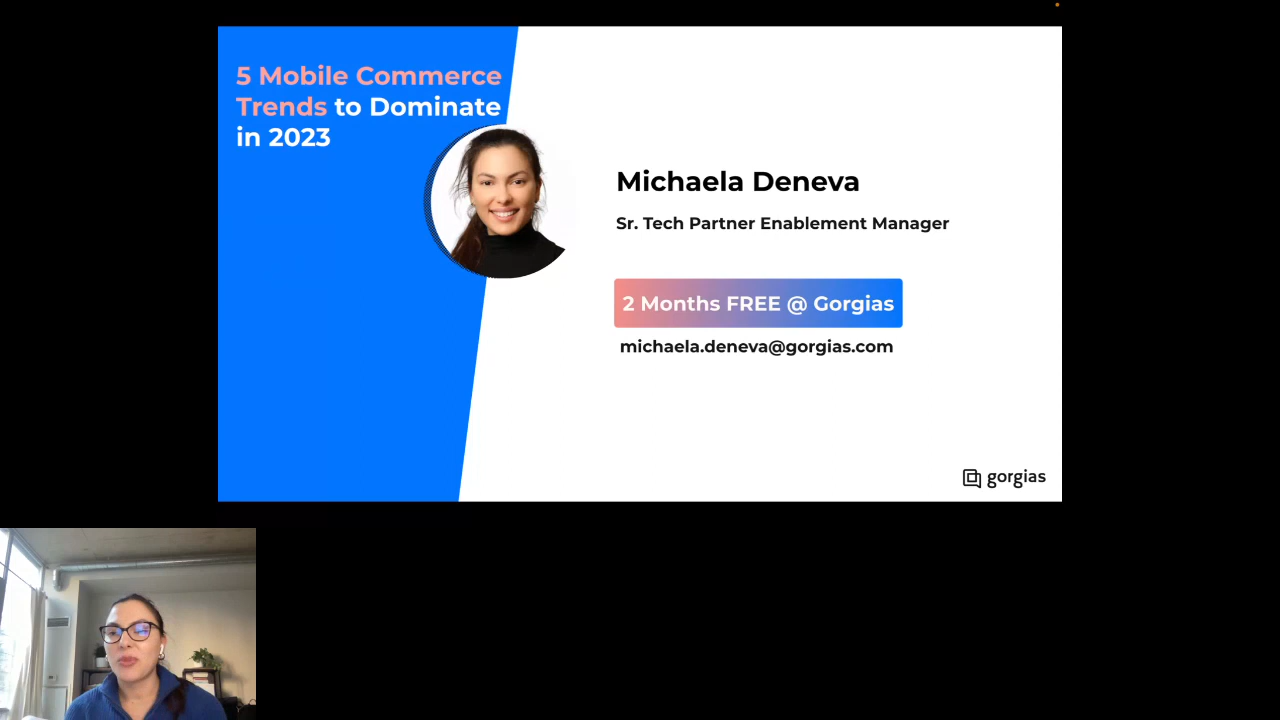 5 Mobile Commerce
Trends to Dominate
in 2023
Michaela Deneva
Sr. Tech Partner Enablement Manager
2 Months FREE @ Gorgias
michaela.deneva@gorgias.com
gorgias